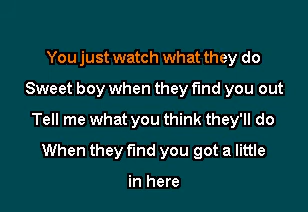 You just watch what they do
Sweet boy when they find you out
Tell me what you think they'll do
When they find you got a little
in here